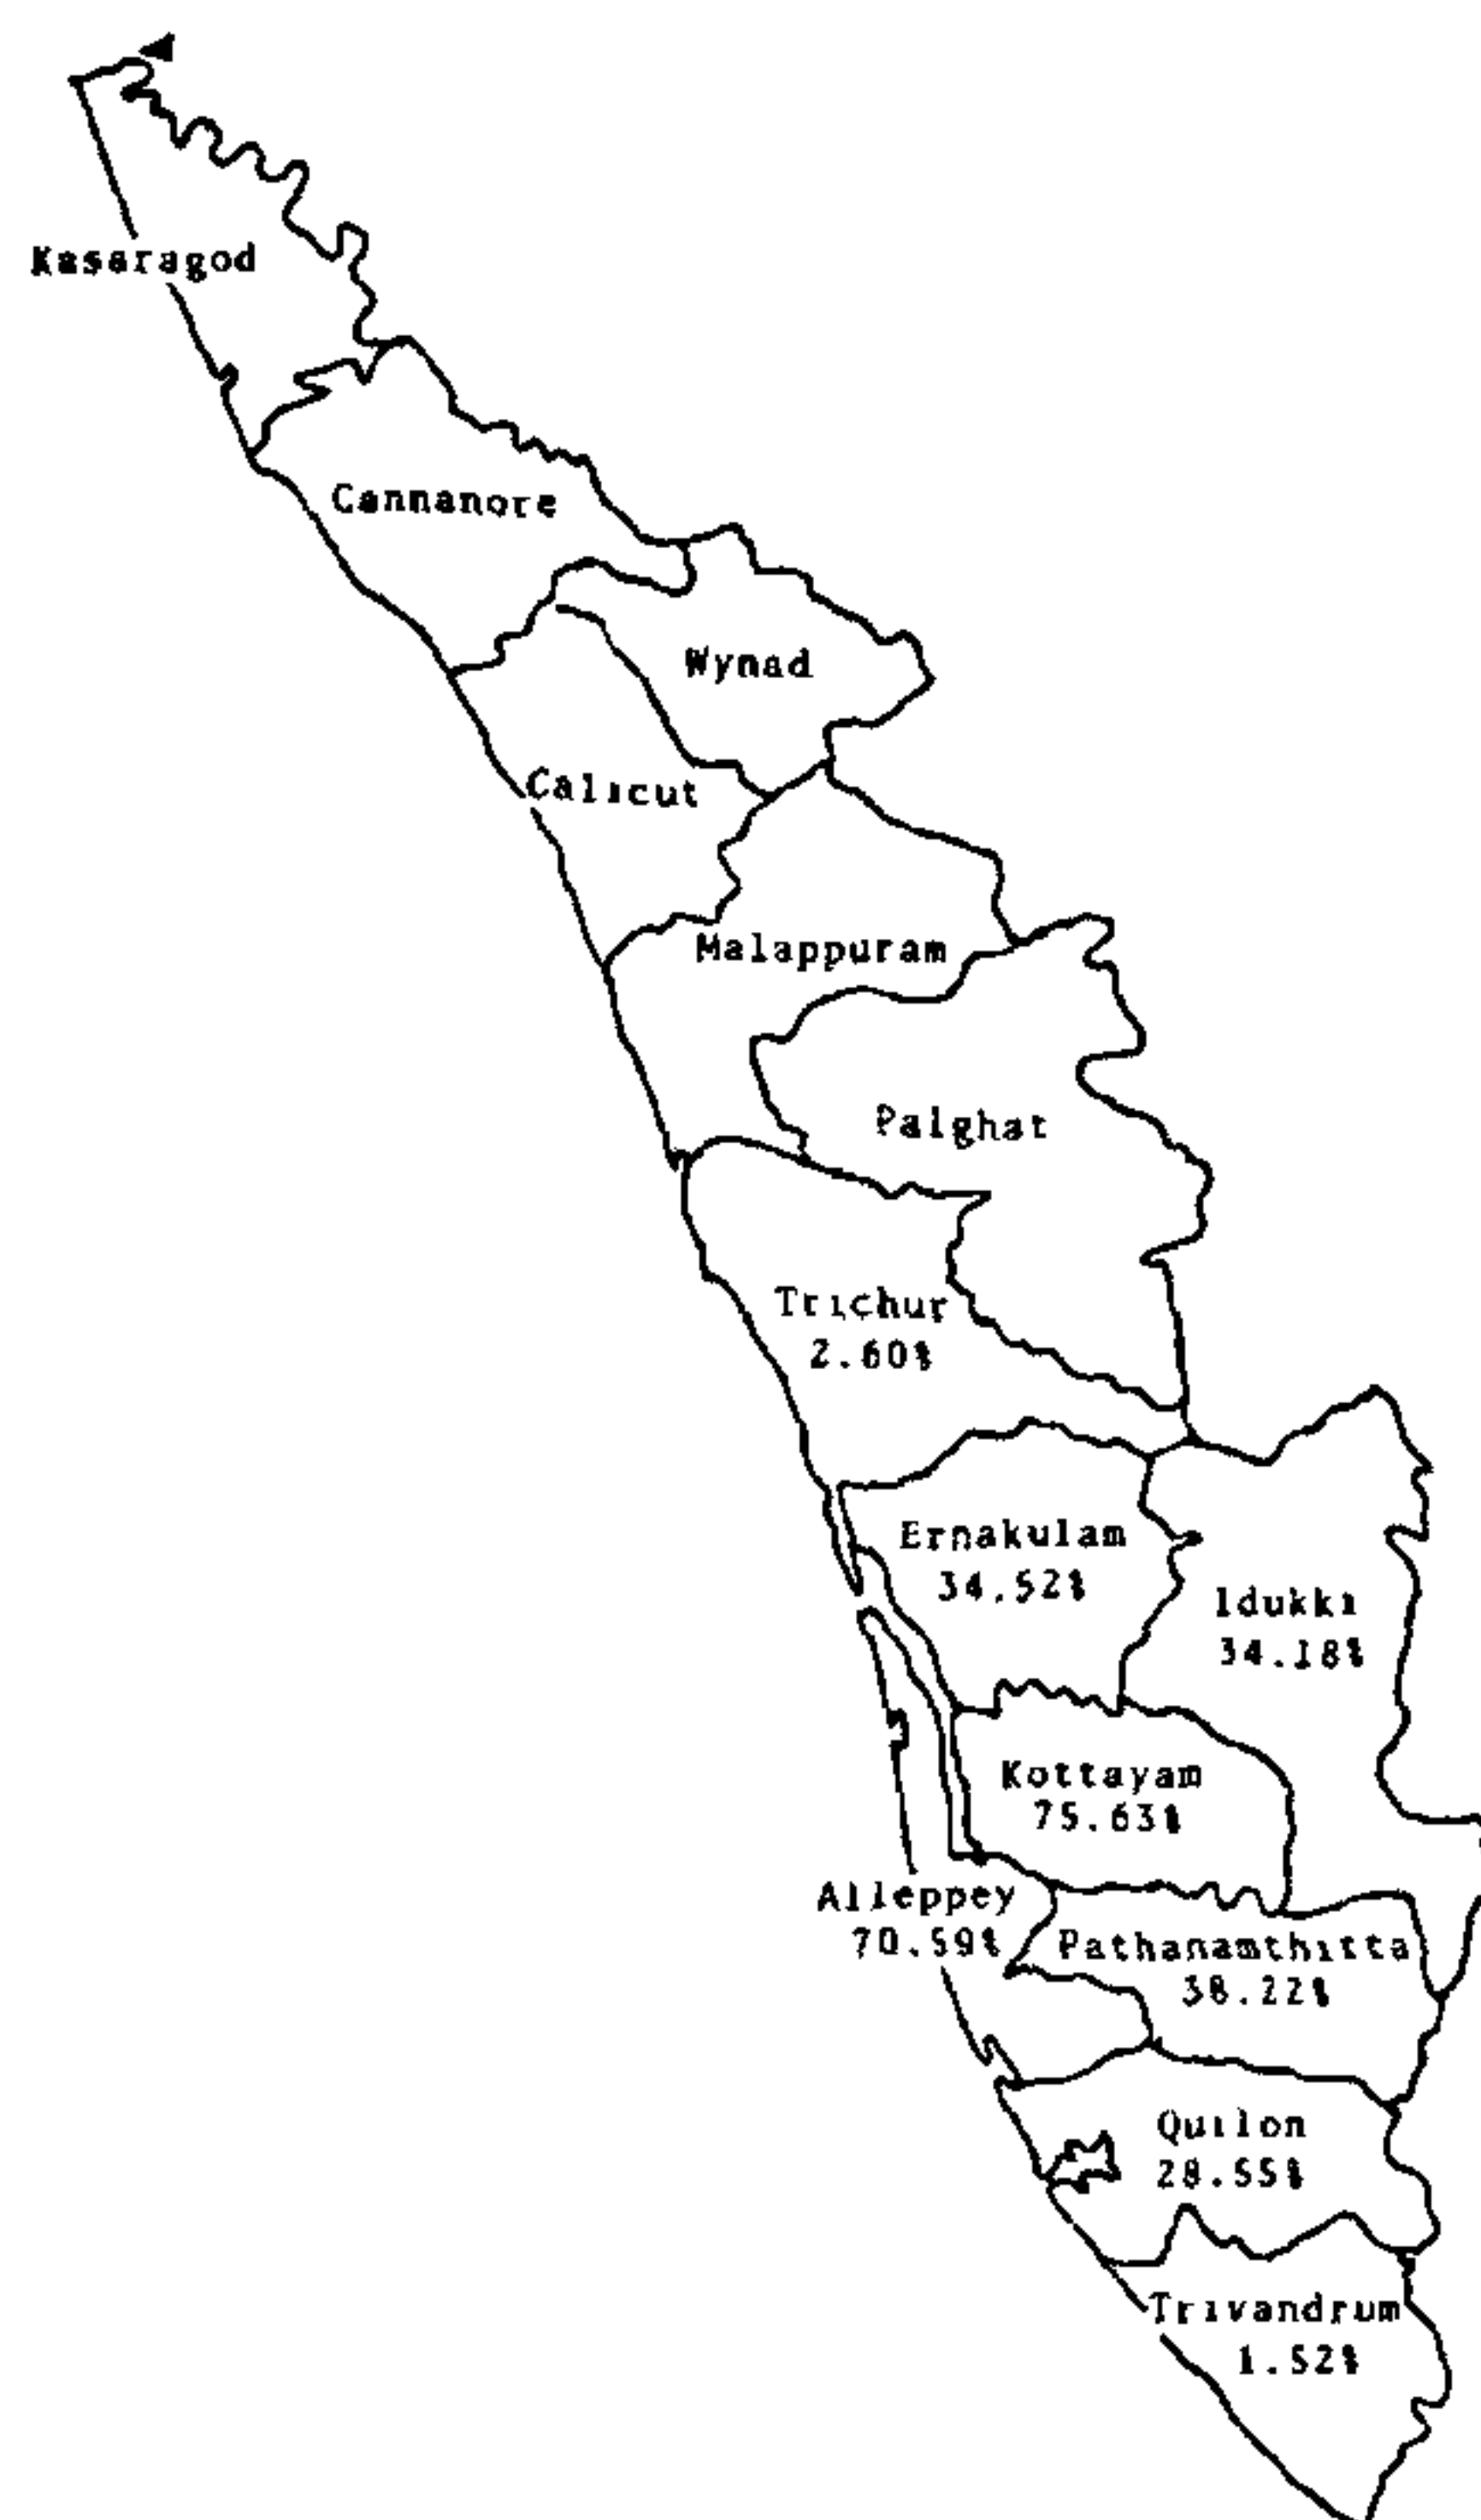 Kasaragod
Cannanore
Wynad
Calicut
Malappuram
Palghat
Trichur
2.60%
Ernakulam
34.52%
Idukki
34.18%
Kottayam
75.63%
Alleppey
70.59%
Pathanamthitta
38.22%
Quilon
28.55%
Trivandrum
1.52%